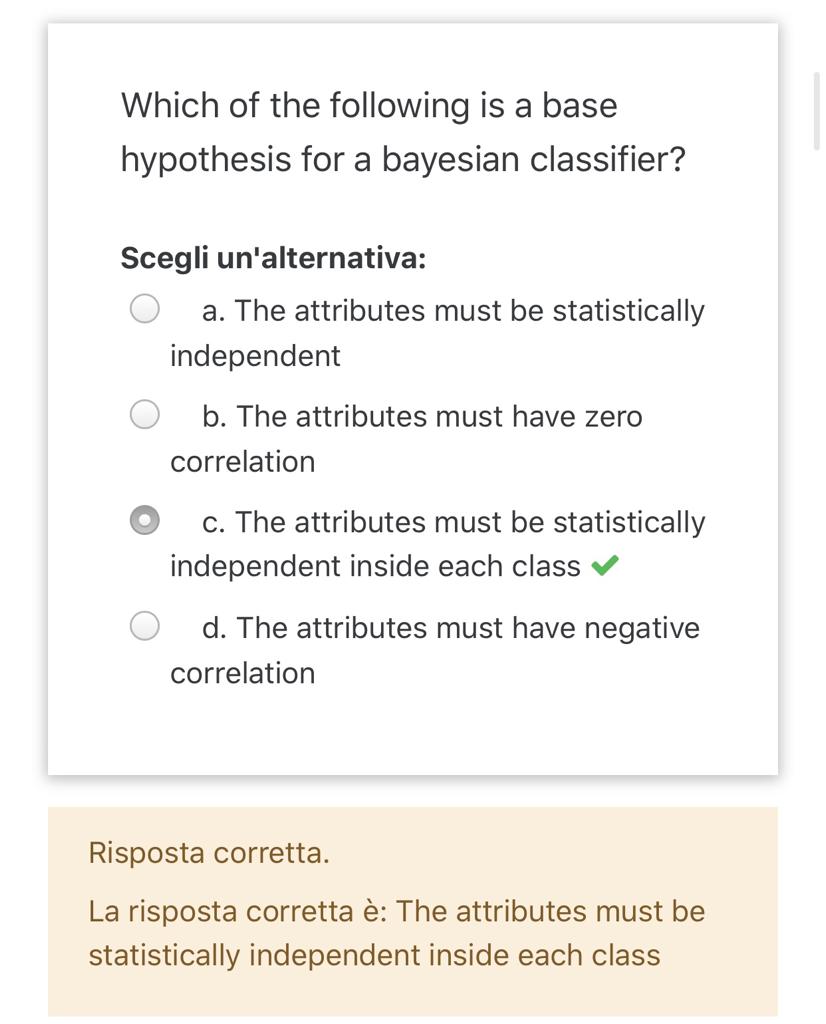 Which of the following is a base
hypothesis for a bayesian classifier?
Scegli un'alternativa:
a. The attributes must be statistically
independent
b. The attributes must have zero
correlation
c. The attributes must be statistically
independent inside each class
d. The attributes must have negative
correlation
Risposta corretta.
La risposta corretta è: The attributes must be
statistically independent inside each class